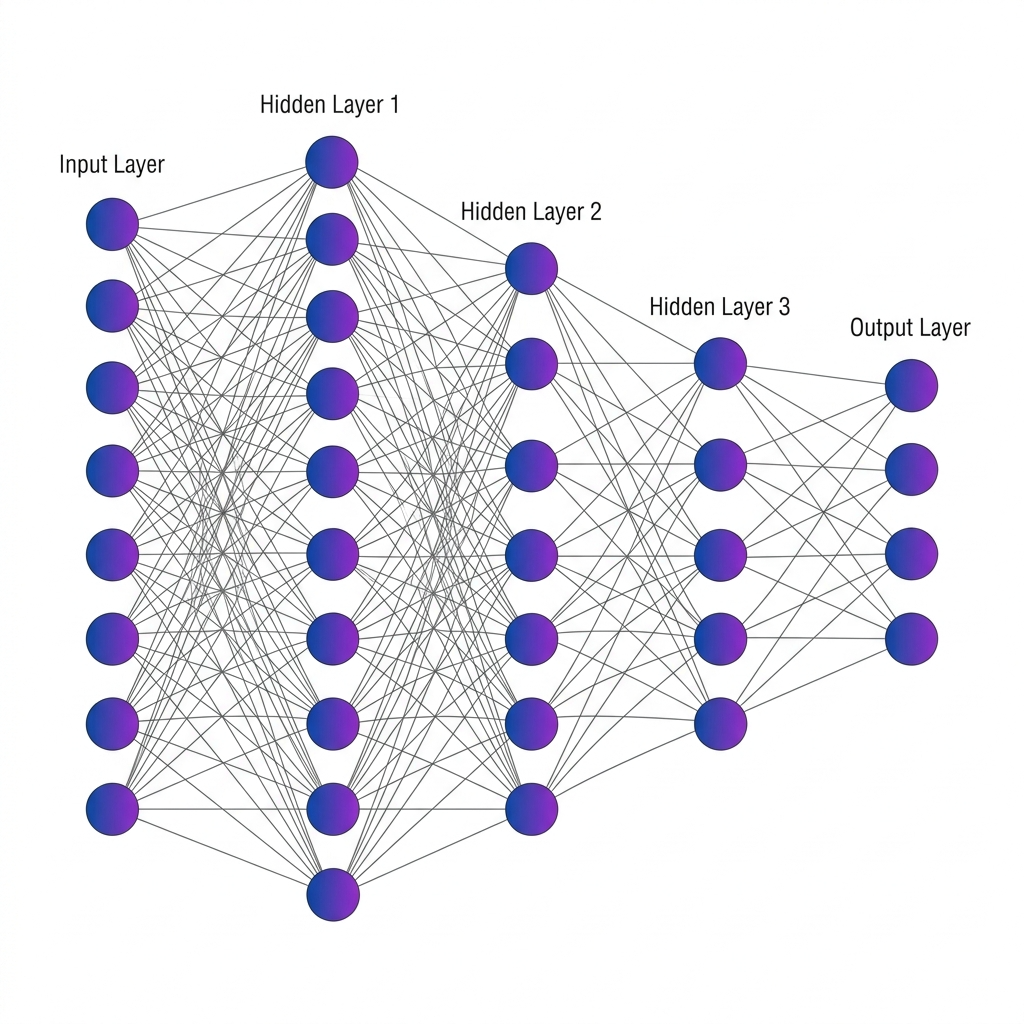 Input Layer
Hidden Layer 1
Hidden Layer 2
Hidden Layer 3
Output Layer